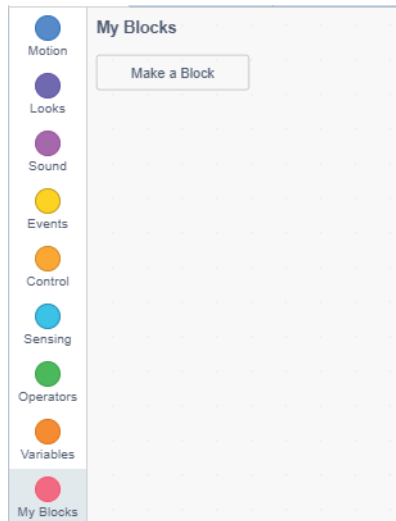 My Blocks
Make a Block
Motion
Looks
Sound
Events
Control
Sensing
Operators
Variables
My Blocks